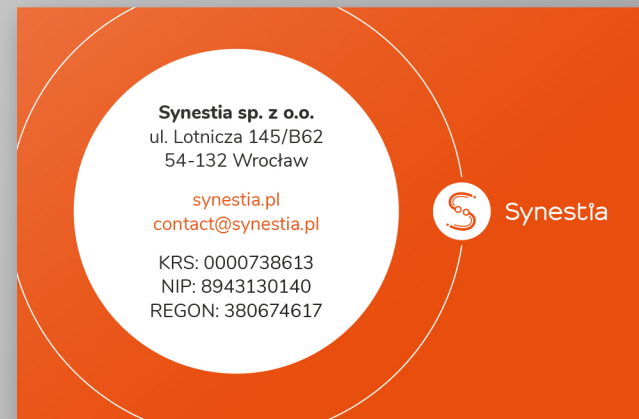 Synestia sp. z o.o.
ul. Lotnicza 145/B62
54-132 Wrocław
synestia.pl
contact@synestia.pl
KRS: 0000738613
NIP: 8943130140
REGON: 380674617
Synestia